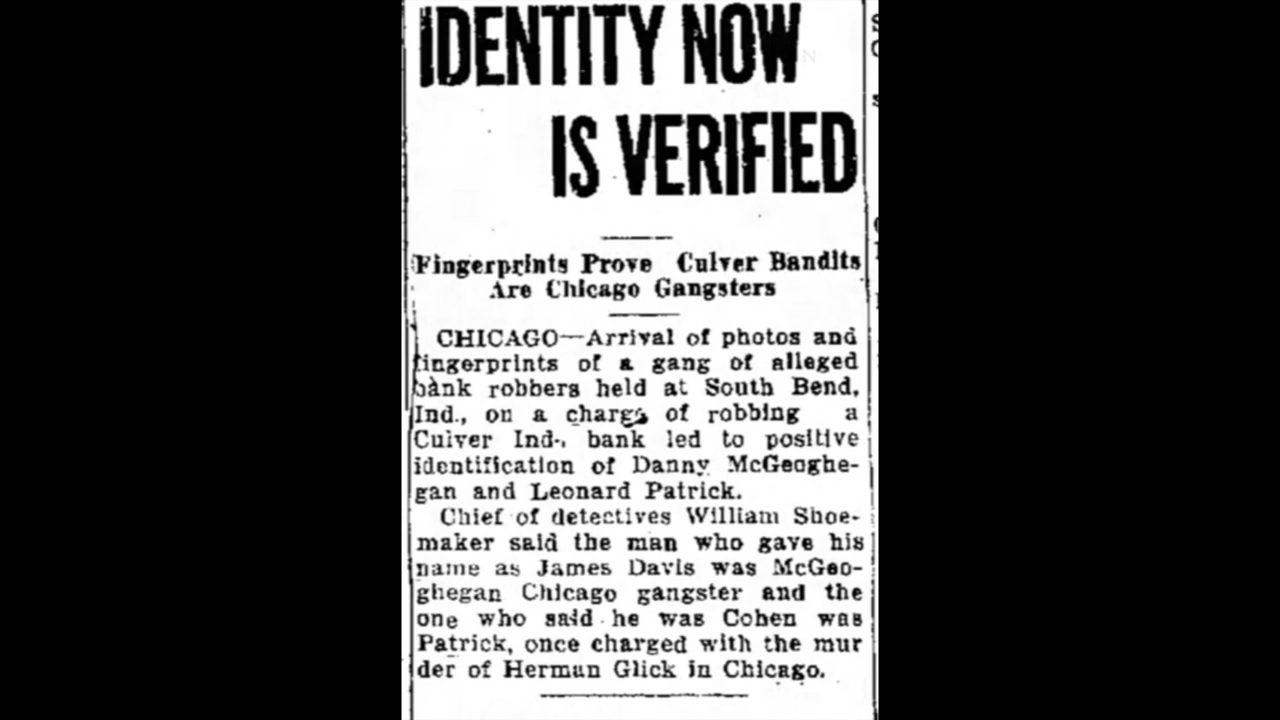 IDENTITY NOW
IS VERIFIED
Fingerprints Prove Culver Bandits
Are Chicago Gangsters
CHICAGO—Arrival of photos and
fingerprints of a gang of alleged
bank robbers held at South Bend,
Ind., on a charge of robbing a
Culver Ind., bank led to positive
identification of Danny McGeoghe-
gan and Leonard Patrick.
Chief of detectives William Shoe-
maker said the man who gave his
name as James Davis was McGeo-
ghegan Chicago gangster and the
one who said he was Cohen was
Patrick, once charged with the mur
der of Herman Glick in Chicago.